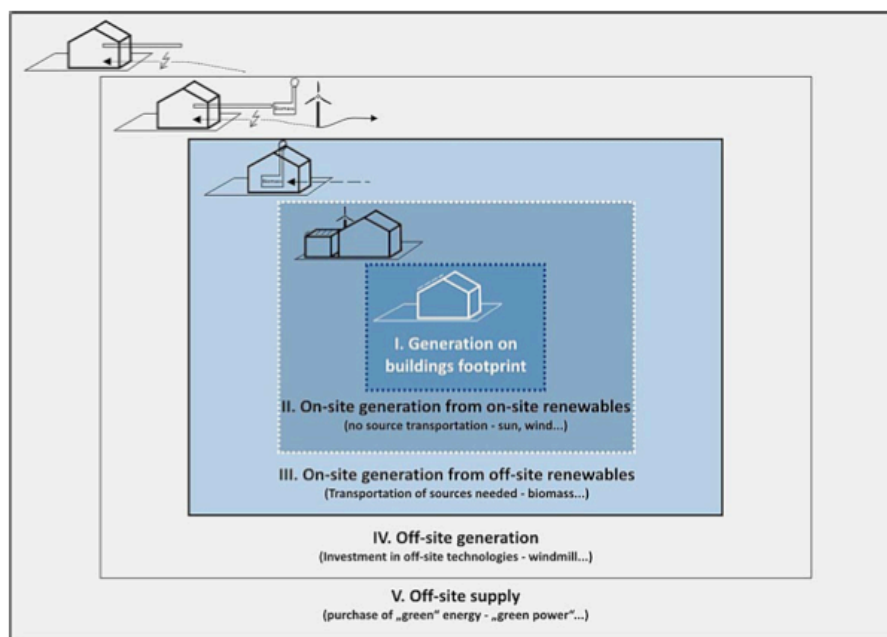 I. Generation on
buildings footprint
II. On-site generation from on-site renewables
(no source transportation - sun, wind...)
III. On-site generation from off-site renewables
(Transportation of sources needed - biomass...)
IV. Off-site generation
(Investment in off-site technologies - windmill...)
V. Off-site supply
(purchase of „green“ energy - „green power“...)